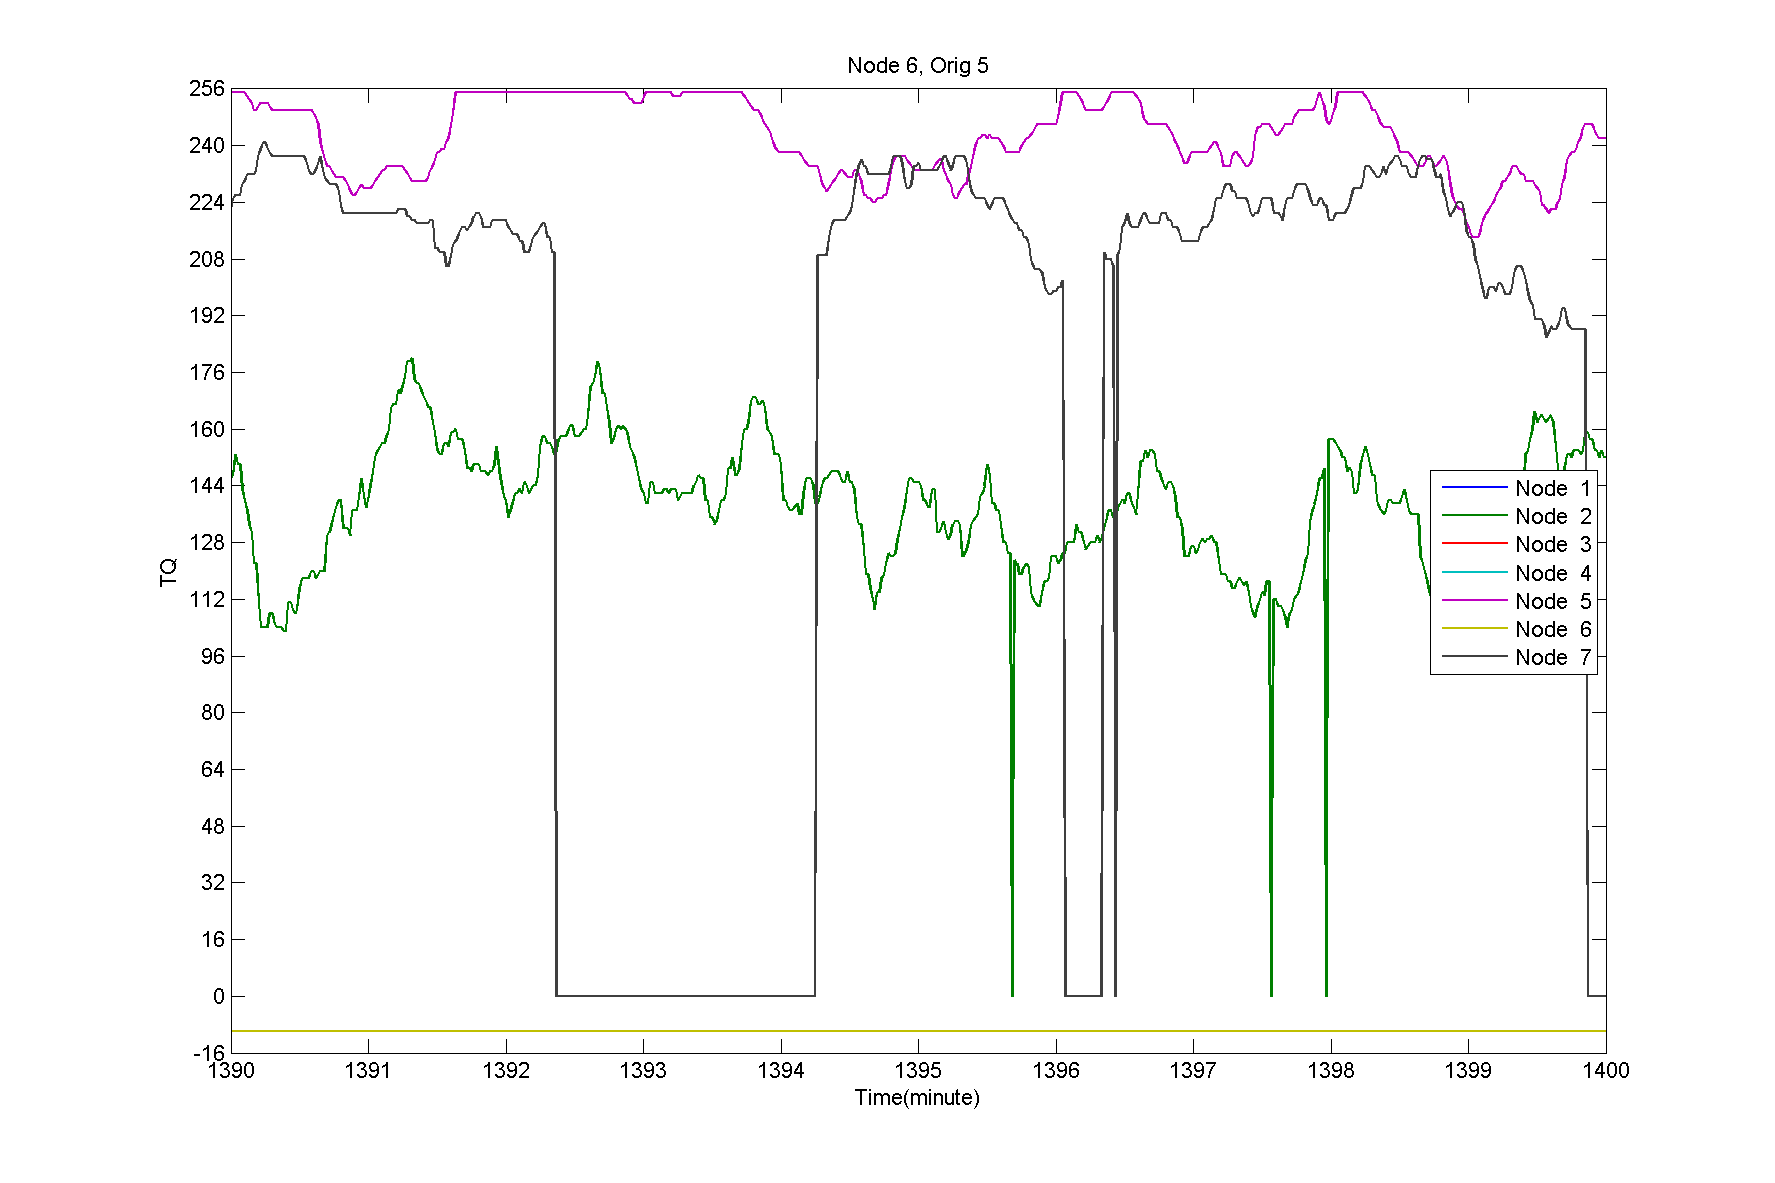 Node 6, Orig 5
256
240
224
208
192
176
160
144
128
112
96
80
64
48
32
16
0
-16
TQ
Node 1
Node 2
Node 3
Node 4
Node 5
Node 6
Node 7
1390 1391 1392 1393 1394 1395 1396 1397 1398 1399 1400
Time(minute)